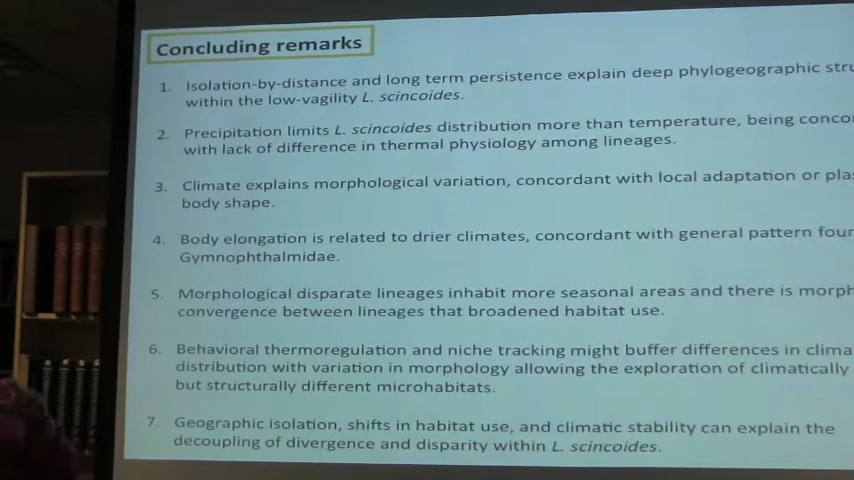 Concluding remarks
1. Isolation-by-distance and long term persistence explain deep phylogeographic
within the low-vagility L. scincoides.
2. Precipitation limits L. scincoides distribution more than temperature, being
with lack of difference in thermal physiology among lineages.
3. Climate explains morphological variation, concordant with local adaptation or
body shape.
4. Body elongation is related to drier climates, concordant with general pattern
Gymnophthalmidae.
5. Morphological disparate lineages inhabit more seasonal areas and there is
convergence between lineages that broadened habitat use.
6. Behavioral thermoregulation and niche tracking might buffer differences in
distribution with variation in morphology allowing the exploration of climatically
but structurally different microhabitats.
7. Geographic isolation, shifts in habitat use, and climatic stability can explain the
decoupling of divergence and disparity within L. scincoides.